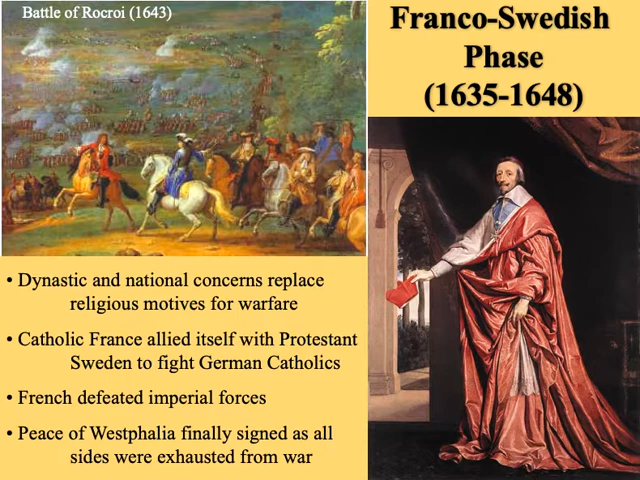 Battle of Rocroi (1643)
Franco-Swedish
Phase
(1635-1648)
• Dynastic and national concerns replace
religious motives for warfare
• Catholic France allied itself with Protestant
Sweden to fight German Catholics
• French defeated imperial forces
• Peace of Westphalia finally signed as all
sides were exhausted from war